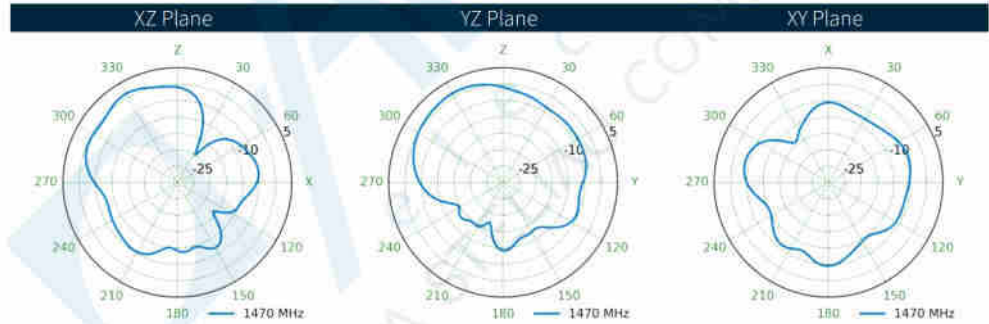 XZ Plane YZ Plane XY Plane
Z Z X
330 30 330 30 330 30
300 60 300 60 300 60
5 5 5
-10 -10 -10
-25 -25 -25
270 X 270 Y 270 Y
240 120 240 120 240 120
210 150 210 150 210 150
180 1470 MHz 180 1470 MHz 180 1470 MHz